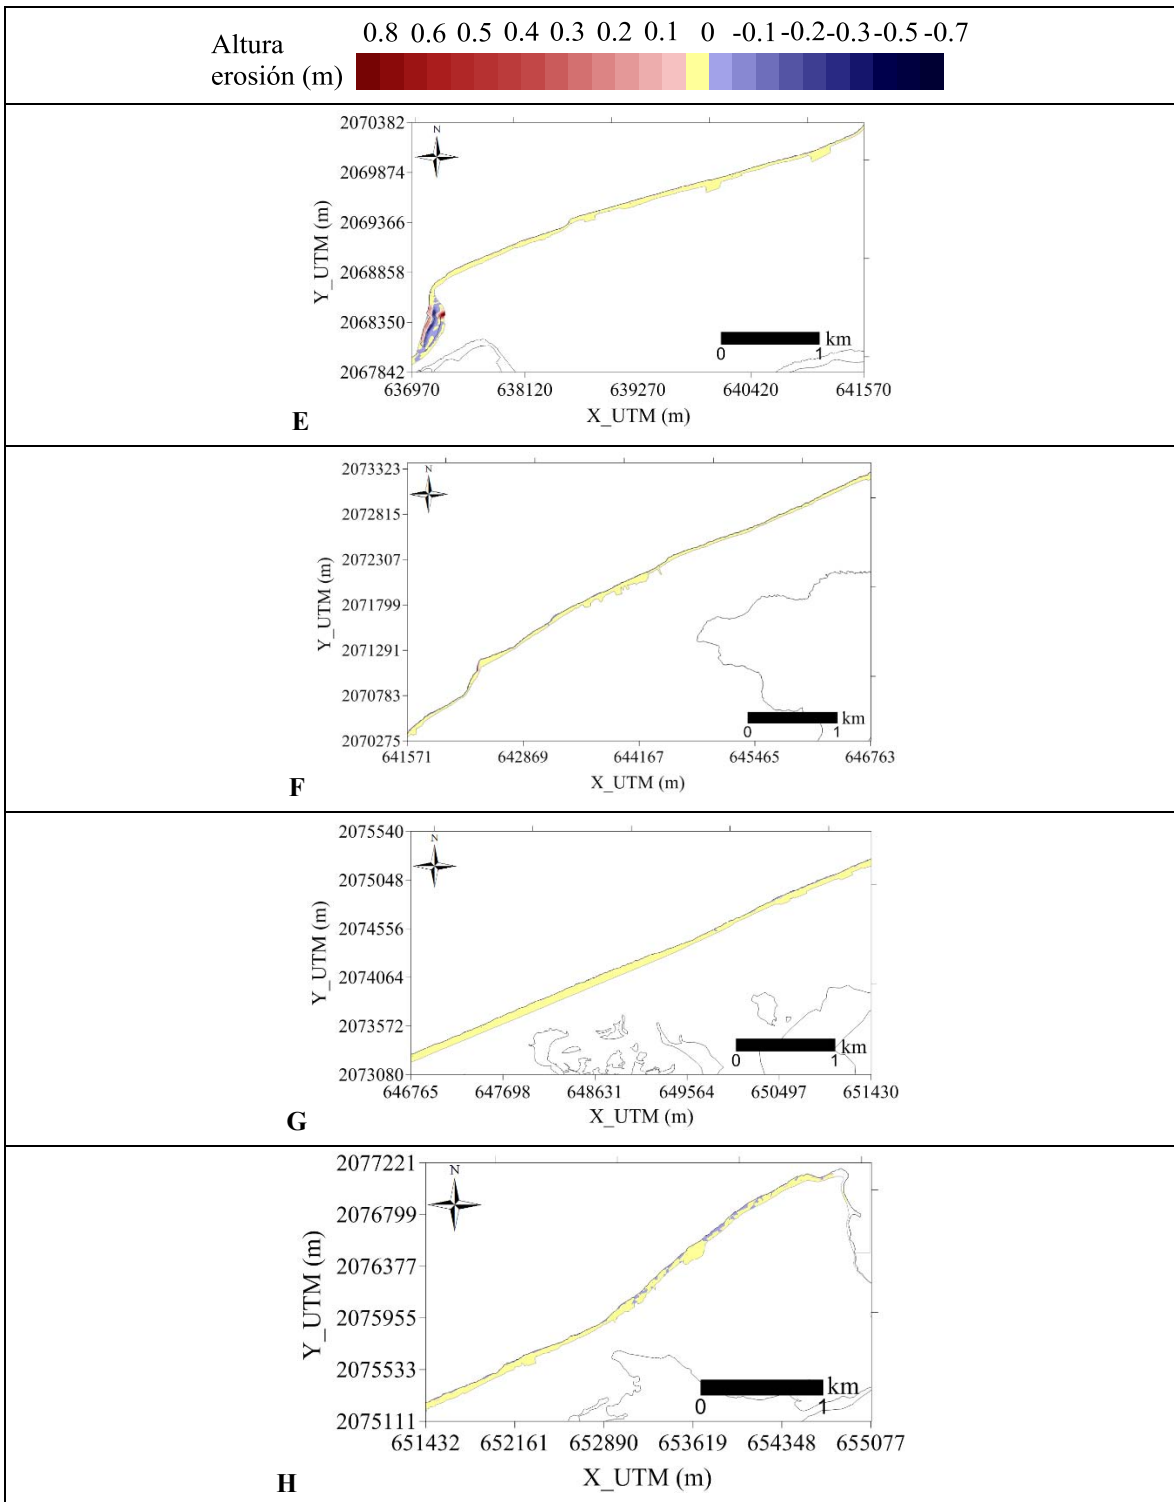 0.8 0.6 0.5 0.4 0.3 0.2 0.1 0 -0.1 -0.2 -0.3 -0.5 -0.7
Altura
erosión (m)
2070382
N
2069874
2069366
2068858
2068350
2067842
Y_UTM (m)
km
0 1
636970 638120 639270 640420 641570
X_UTM (m)
E
2073323
N
2072815
2072307
2071799
2071291
2070783
2070275
Y_UTM (m)
km
0 1
641571 642869 644167 645465 646763
X_UTM (m)
F
2075540
N
2075048
2074556
2074064
2073572
2073080
Y_UTM (m)
km
0 1
646765 647698 648631 649564 650497 651430
X_UTM (m)
G
2077221
N
2076799
2076377
2075955
2075533
2075111
Y_UTM (m)
km
0 1
651432 652161 652890 653619 654348 655077
X_UTM (m)
H